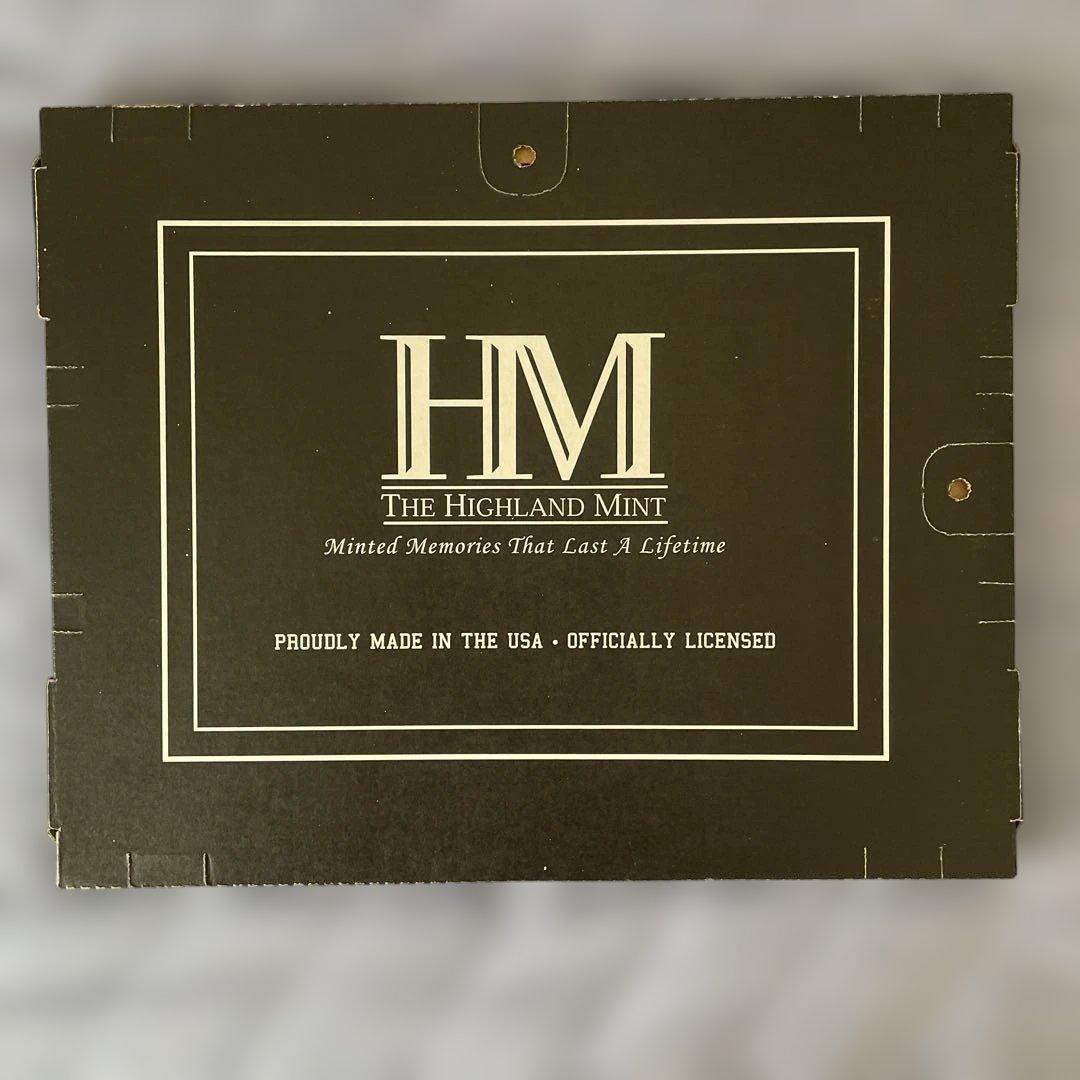 HM
THE HIGHLAND MINT
Minted Memories That Last A Lifetime
PROUDLY MADE IN THE USA • OFFICIALLY LICENSED